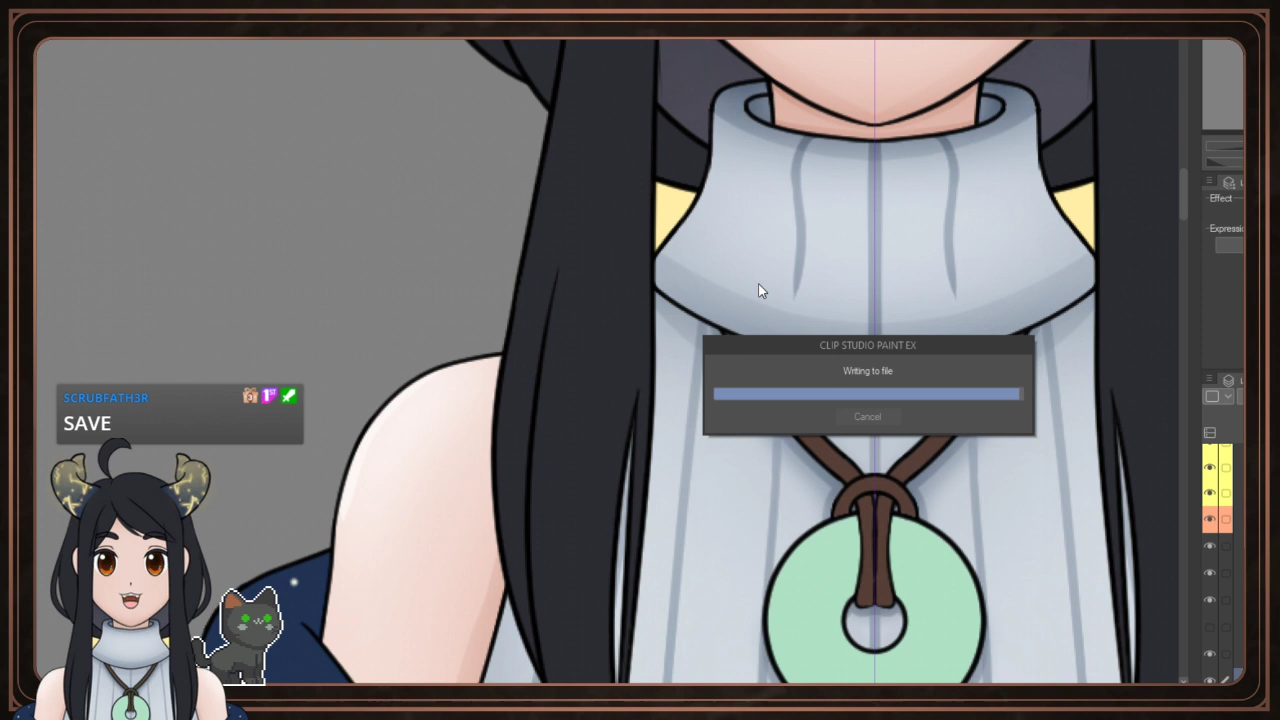 CLIP STUDIO PAINT EX
Writing to file
Cancel
SCRUBFATH3R
SAVE
Effect